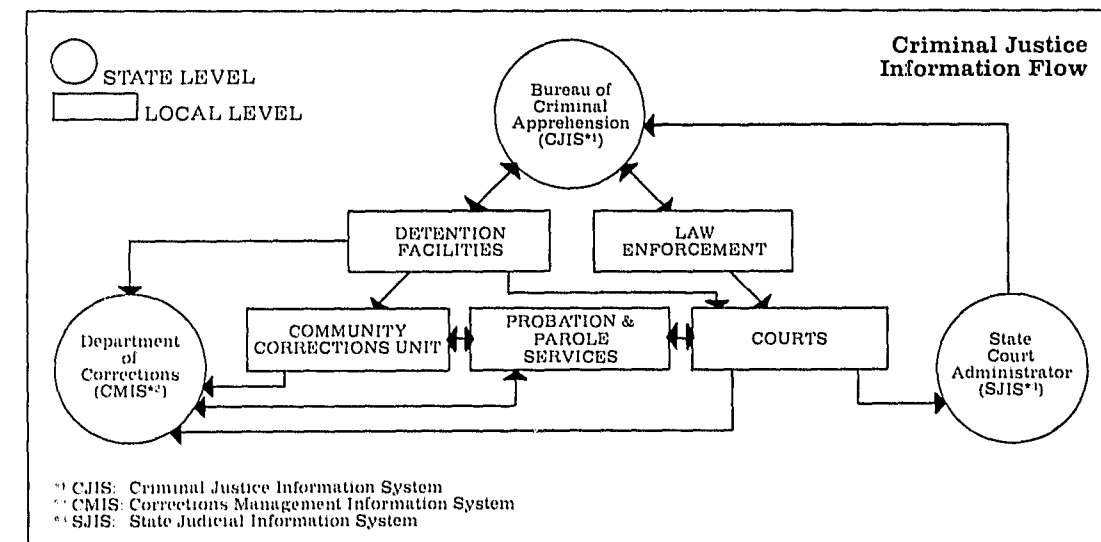 Criminal Justice
Information Flow
STATE LEVEL
LOCAL LEVEL
Bureau of
Criminal
Apprehension
(CJIS*1)
DETENTION
FACILITIES
LAW
ENFORCEMENT
Department
of
Corrections
(CMIS*2)
COMMUNITY
CORRECTIONS UNIT
PROBATION &
PAROLE
SERVICES
COURTS
State
Court
Administrator
(SJIS*3)
*1 CJIS: Criminal Justice Information System
*2 CMIS: Corrections Management Information System
*3 SJIS: State Judicial Information System